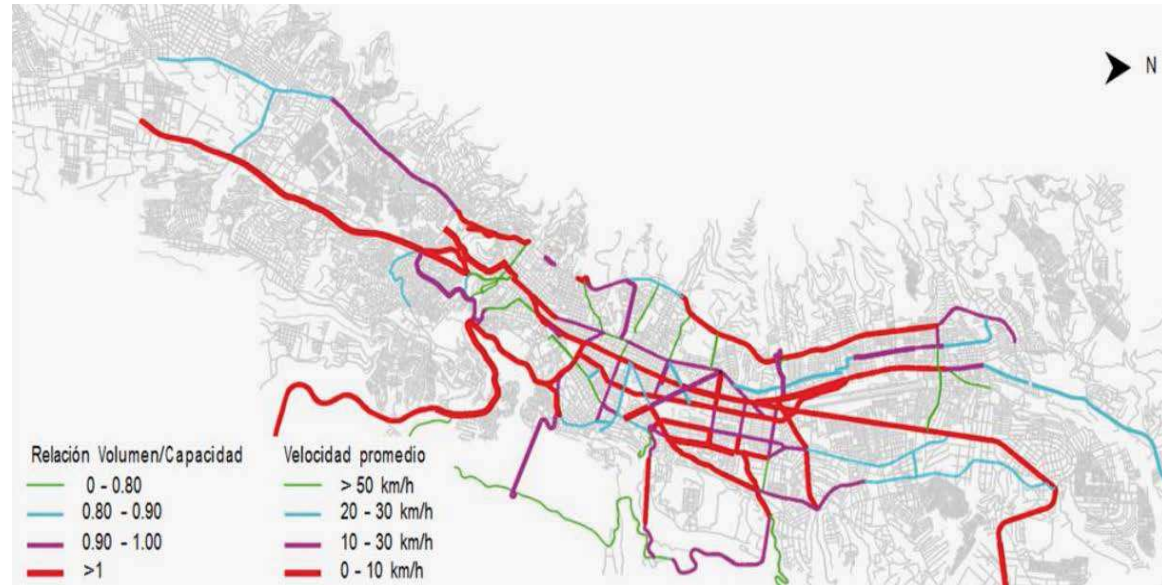 N
Relación Volumen/Capacidad
0 - 0.80
0.80 - 0.90
0.90 - 1.00
>1
Velocidad promedio
> 50 km/h
20 - 30 km/h
10 - 30 km/h
0 - 10 km/h